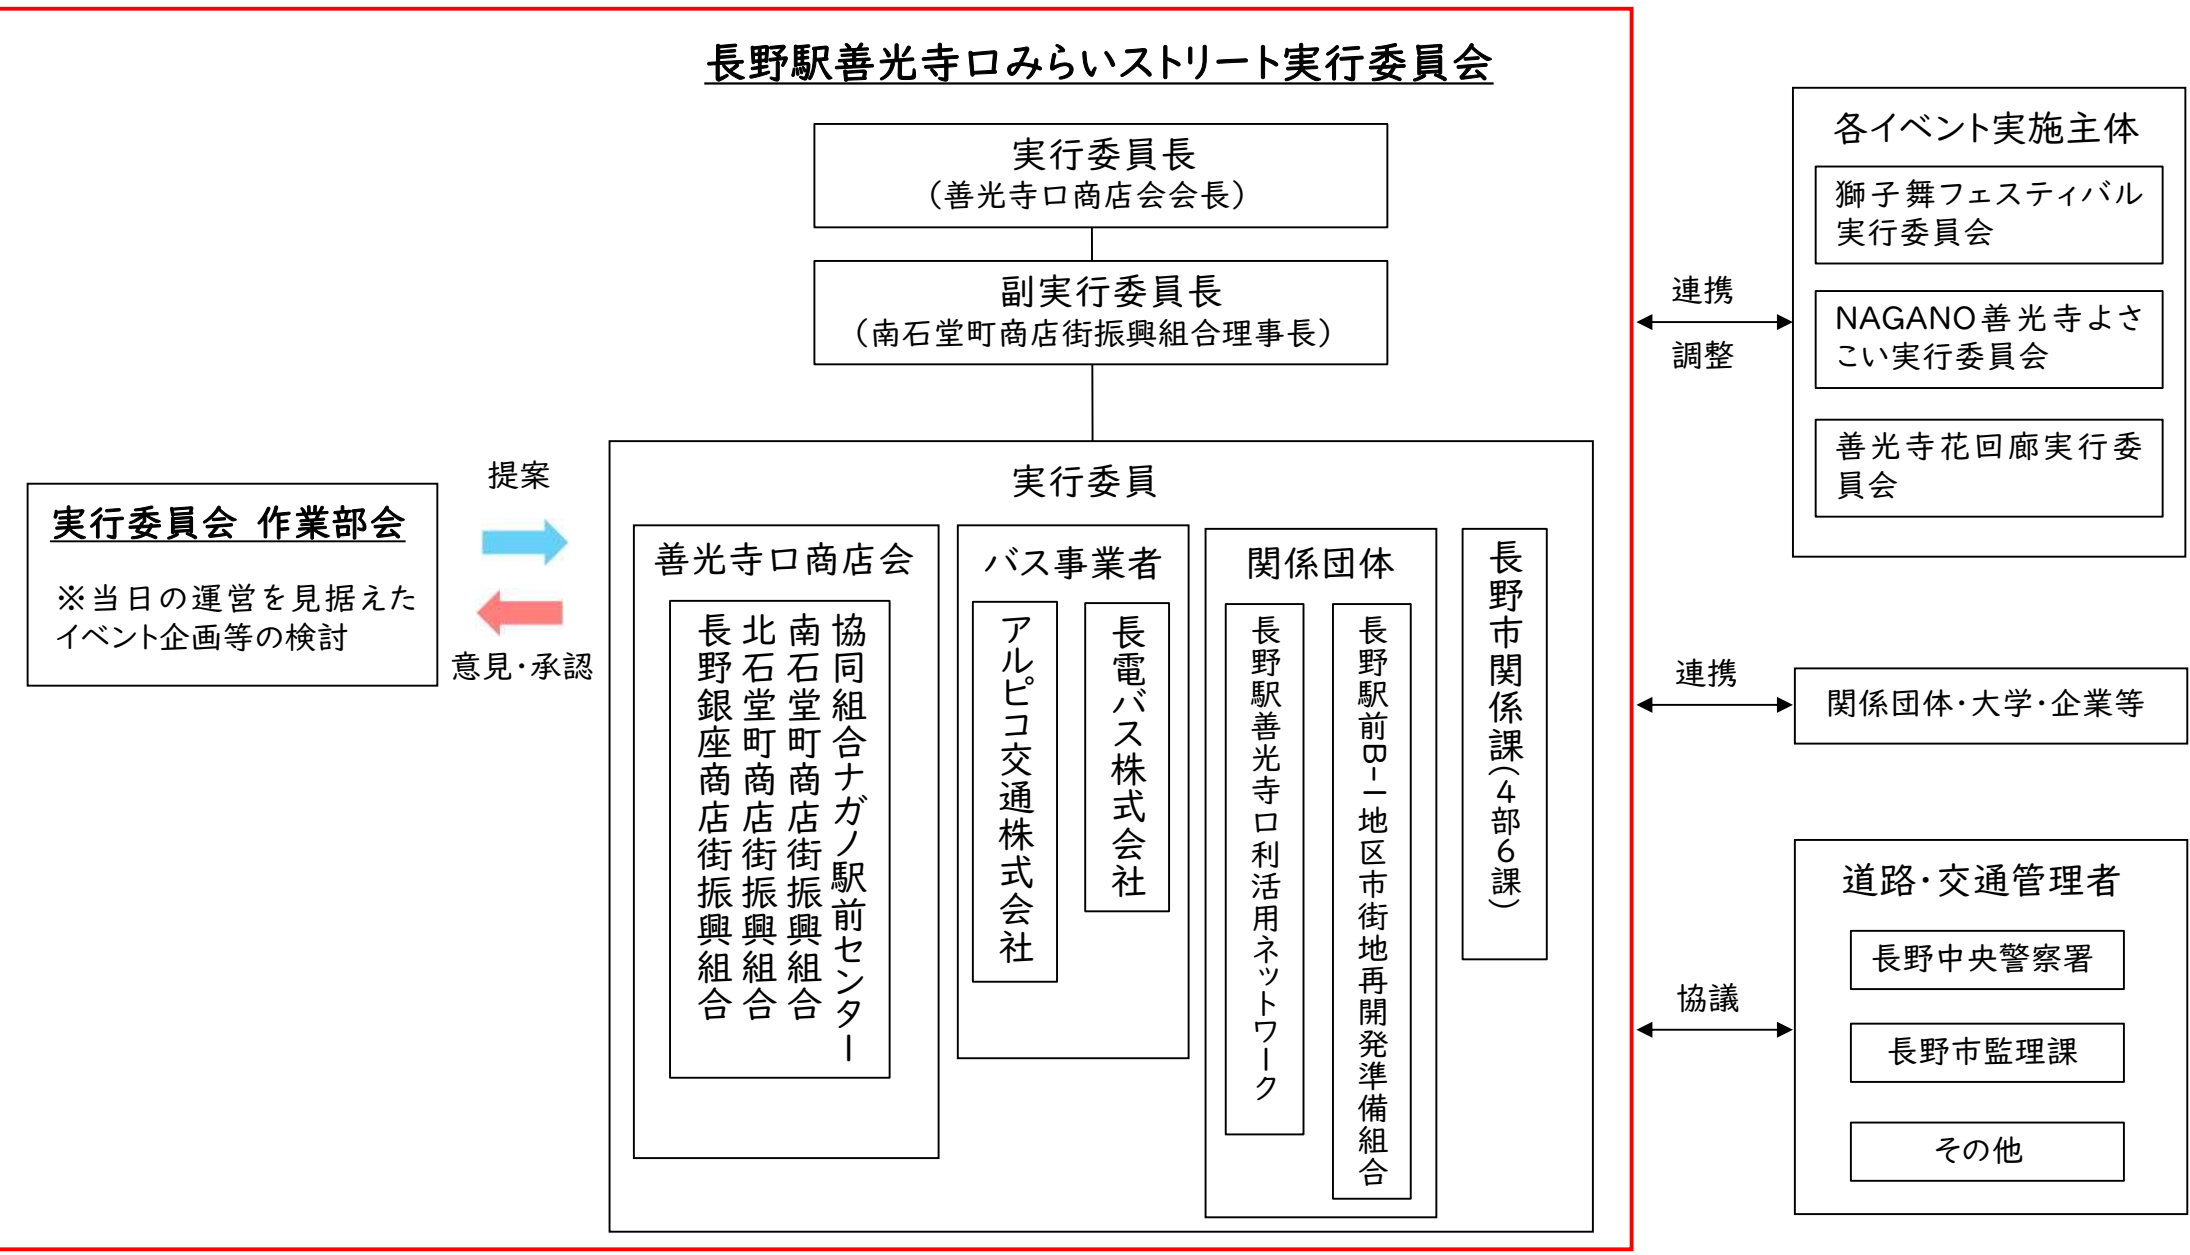 長野駅善光寺口みらいストリート実行委員会
実行委員長
（善光寺口商店会会長）
副実行委員長
（南石堂町商店街振興組合理事長）
実行委員会 作業部会
※当日の運営を見据えた
イベント企画等の検討
提案
意見・承認
実行委員
善光寺口商店会
協同組合ナガノ駅前センター
南石堂町商店街振興組合
北石堂町商店街振興組合
長野銀座商店街振興組合
バス事業者
長電バス株式会社
アルピコ交通株式会社
関係団体
長野駅前B-1地区市街地再開発準備組合
長野駅善光寺口利活用ネットワーク
長野市関係課（4部6課）
連携
調整
各イベント実施主体
獅子舞フェスティバル
実行委員会
NAGANO善光寺よさ
こい実行委員会
善光寺花回廊実行委
員会
連携
関係団体・大学・企業等
協議
道路・交通管理者
長野中央警察署
長野市監理課
その他